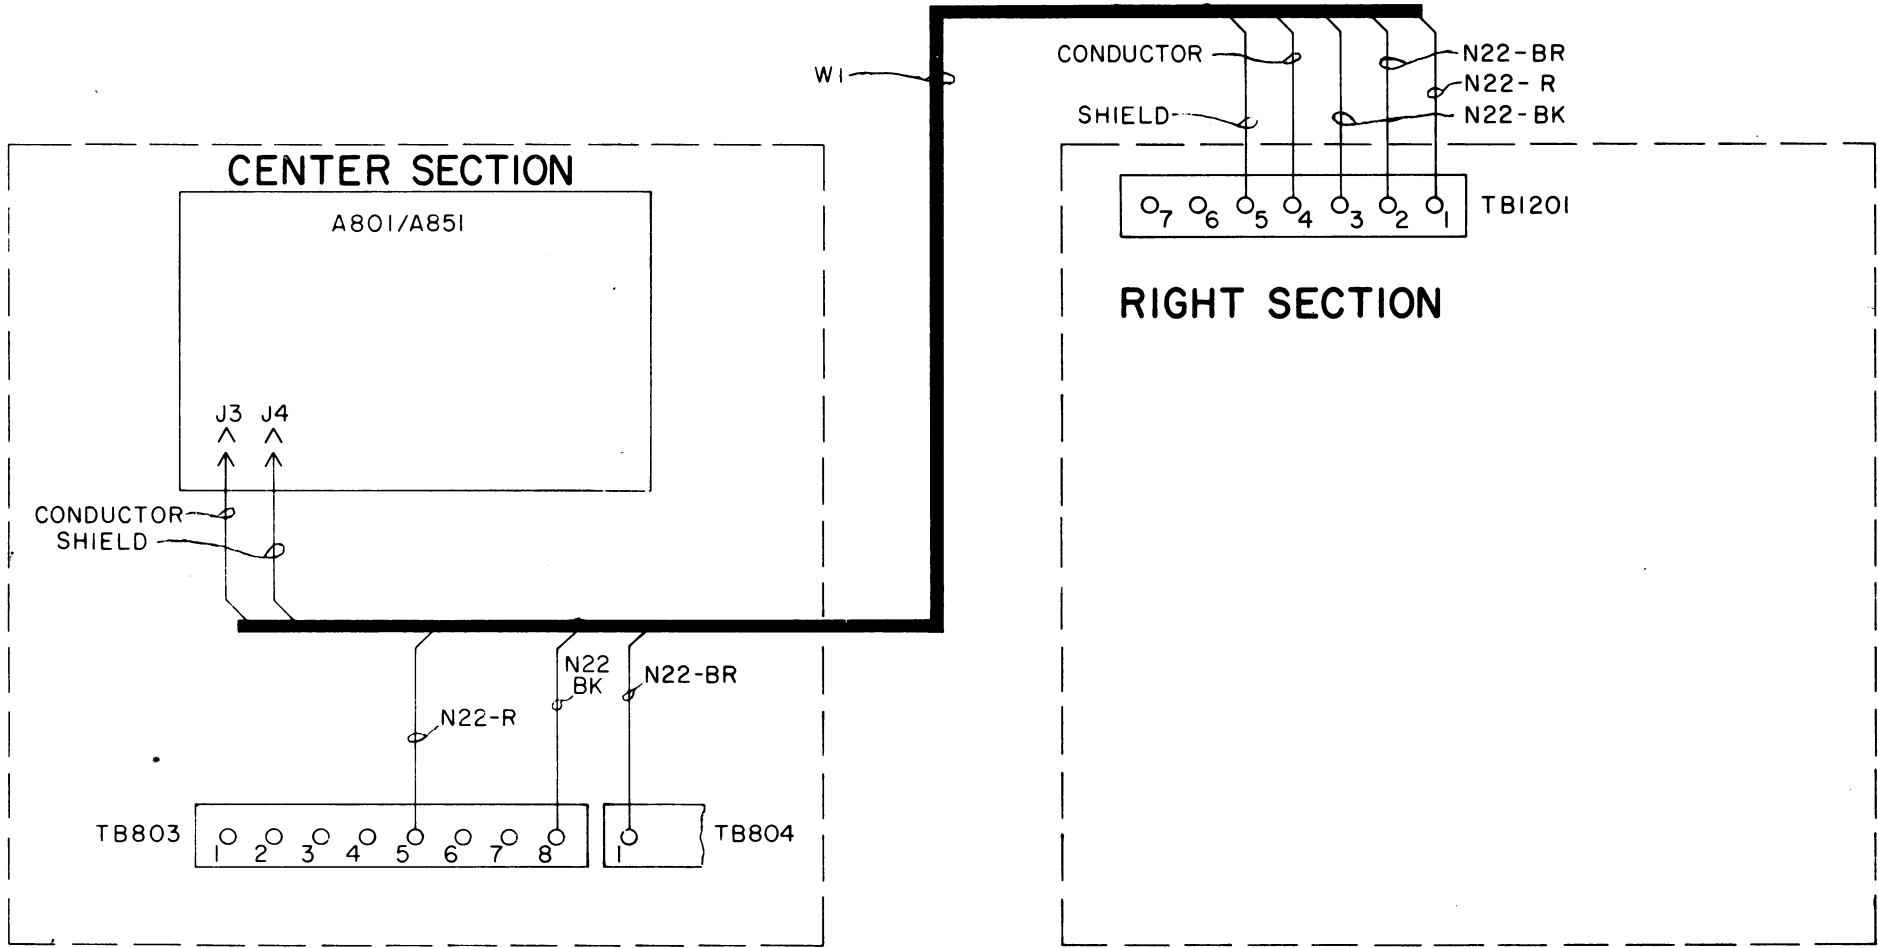 CONDUCTOR
N22-BR
W1
N22-R
SHIELD
N22-BK
CENTER SECTION
A801/A851
7 6 5 4 3 2 1
TB1201
RIGHT SECTION
J3 J4
CONDUCTOR
SHIELD
N22
BK
N22-BR
N22-R
TB803
1 2 3 4 5 6 7 8
1
TB804